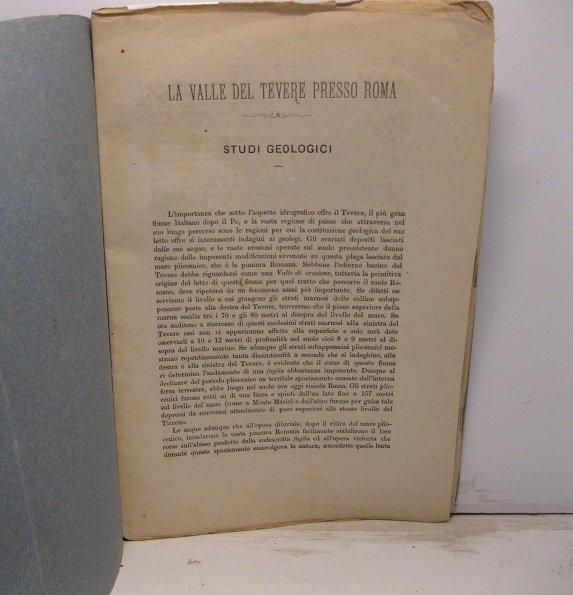 LA VALLE DEL TEVERE PRESSO ROMA
STUDI GEOLOGICI
L'importanza che sotto l'aspetto idrografico offre il Tevere, il più gran
fiume Italiano dopo il Po, e la vasta regione di paese che attraversa nel
suo lungo percorso sono le ragioni per cui la costituzione geologica del suo
letto offre sì interessanti indagini ai geologi. Gli svariati depositi lasciati
dalle sue acque, e le vaste erosioni operate sul suolo preesistente danno
ragione delle imponenti modificazioni avvenute su questa plaga lasciata dal
mare pliocenico, che è la pianura Romana. Sebbene l'odierno bacino del
Tevere debba riguardarsi come una Valle di erosione, tuttavia la primitiva
origine del letto di questo fiume per quel tratto che percorre il suolo Ro-
mano, deve ripetersi da un fenomeno assai più importante. Se difatti os-
serviamo il livello a cui giungono gli strati marnosi delle colline subap-
pennine poste alla destra del Tevere, troveremo che il piano superiore della
marna oscilla tra i 70 e gli 80 metri al disopra del livello del mare. Se
ora andiamo a ricercare di questi medesimi strati marnosi alla sinistra del
Tevere essi non ci appariranno affatto alla superficie e solo sarà dato
osservarli a 10 o 12 metri di profondità nel suolo cioè 8 o 9 metri al di-
sopra del livello marino. Se adunque gli strati subappennini pliocenici mo-
strano repentinamente tanta discontinuità a seconda che si indaghino, alla
destra o alla sinistra del Tevere, è evidente che il corso di questo fiume
ci determina l'andamento di una faglia abbastanza imponente. Dunque al
declinare del periodo pliocenico un terribile spostamento causato dall'interna
forza terrestre, ebbe luogo nel suolo ove oggi risiede Roma. Gli strati plio-
cenici furono rotti su di una linea e spinti dall'un lato fino a 157 metri
sul livello del mare (come a Monte Mario) e dall'altro furono per guisa tale
depressi da ritrovarsi attualmente di poco superiori allo stesso livello del
Tirreno.
Le acque adunque che all'epoca diluviale, dopo il ritiro del mare plio-
cenico, inondarono la vasta pianura Romana facilmente stabilirono il loro
corso sull'abisso prodotto dalla sudescritta faglia ed all'opera violenta che
durante questo spostamento sconvolgeva la natura, succedette quella lenta